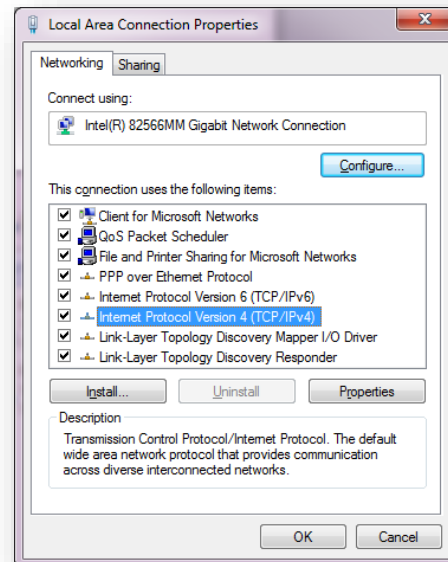 Local Area Connection Properties
Networking
Sharing
Connect using:
Intel(R) 82566MM Gigabit Network Connection
Configure...
This connection uses the following items:
Client for Microsoft Networks
QoS Packet Scheduler
File and Printer Sharing for Microsoft Networks
PPP over Ethernet Protocol
Internet Protocol Version 6 (TCP/IPv6)
Internet Protocol Version 4 (TCP/IPv4)
Link-Layer Topology Discovery Mapper I/O Driver
Link-Layer Topology Discovery Responder
Install...
Uninstall
Properties
Description
Transmission Control Protocol/Internet Protocol. The default
wide area network protocol that provides communication
across diverse interconnected networks.
OK
Cancel